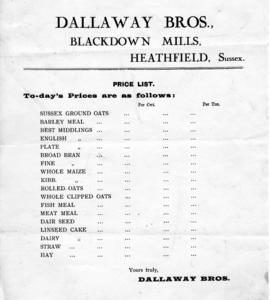 DALLAWAY BROS.,
BLACKDOWN MILLS,
HEATHFIELD, Sussex.
PRICE LIST.
To-day's Prices are as follows:
Per Cwt. Per Ton.
SUSSEX GROUND OATS ... ... ...
BARLEY MEAL ... ... ... ...
BEST MIDDLINGS ... ... ... ...
ENGLISH „ ... ... ... ...
PLATE „ ... ... ... ...
BROAD BRAN ... ... ... ...
FINE „ ... ... ... ...
WHOLE MAIZE ... ... ... ...
KIBB. „ ... ... ... ...
ROLLED OATS ... ... ... ...
WHOLE CLIPPED OATS ... ... ...
FISH MEAL ... ... ... ...
MEAT MEAL ... ... ... ...
DAIR SEED ... ... ... ...
LINSEED CAKE ... ... ... ...
DAIRY „ ... ... ... ...
STRAW ... ... ... ... ...
HAY ... ... ... ... ...
Yours truly,
DALLAWAY BROS.